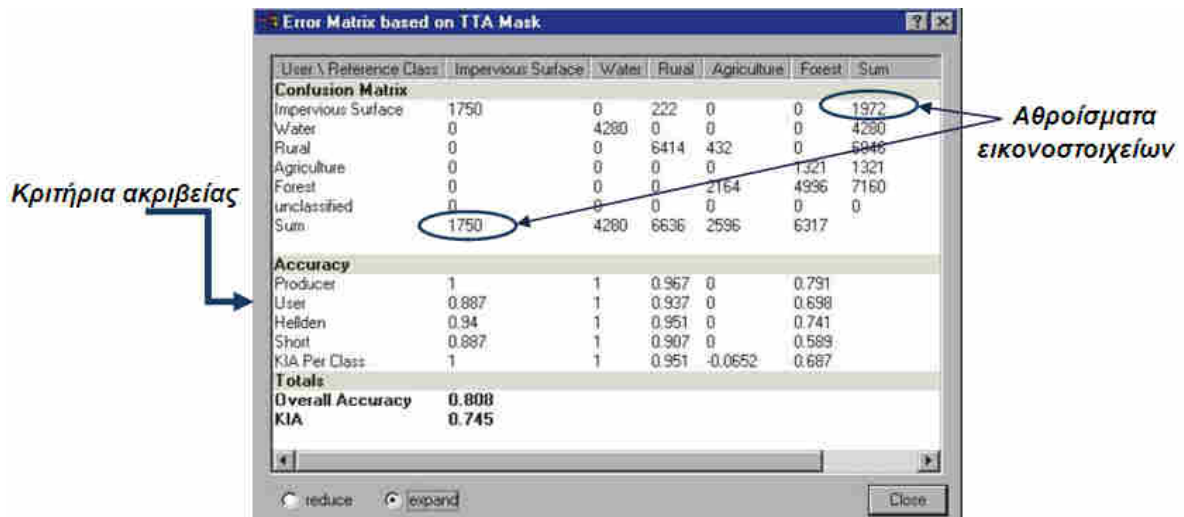 Error Matrix based on TTA Mask
User \ Reference Class Impervious Surface Water Rural Agriculture Forest Sum
Confusion Matrix
Impervious Surface 1750 0 222 0 0 1972
Water 0 4280 0 0 0 4280
Rural 0 0 6414 432 0 6846
Agriculture 0 0 0 0 1321 1321
Forest 0 0 0 2164 4996 7160
unclassified 0 0 0 0 0 0
Sum 1750 4280 6636 2596 6317
Accuracy
Producer 1 1 0.967 0 0.791
User 0.887 1 0.937 0 0.698
Hellden 0.94 1 0.951 0 0.741
Short 0.887 1 0.907 0 0.589
KIA Per Class 1 1 0.951 -0.0652 0.687
Totals
Overall Accuracy 0.808
KIA 0.745
reduce expand Close
Κριτήρια ακριβείας
Αθροίσματα
εικονοστοιχείων